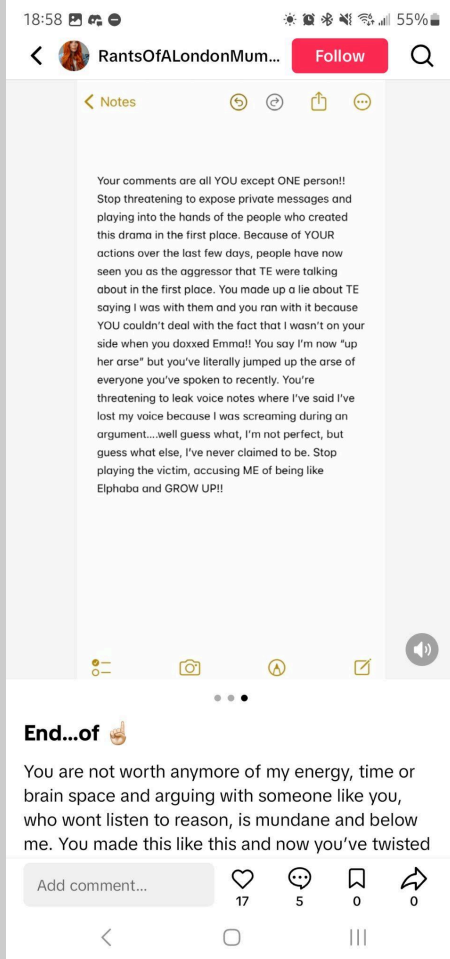 18:58
55%
RantsOfALondonMum...
Follow
Notes
Your comments are all YOU except ONE person!!
Stop threatening to expose private messages and
playing into the hands of the people who created
this drama in the first place. Because of YOUR
actions over the last few days, people have now
seen you as the aggressor that TE were talking
about in the first place. You made up a lie about TE
saying I was with them and you ran with it because
YOU couldn't deal with the fact that I wasn't on your
side when you doxxed Emma!! You say I'm now "up
her arse" but you've literally jumped up the arse of
everyone you've spoken to recently. You're
threatening to leak voice notes where I've said I've
lost my voice because I was screaming during an
argument....well guess what, I'm not perfect, but
guess what else, I've never claimed to be. Stop
playing the victim, accusing ME of being like
Elphaba and GROW UP!!
End...of ☝🏻
You are not worth anymore of my energy, time or
brain space and arguing with someone like you,
who wont listen to reason, is mundane and below
me. You made this like this and now you've twisted
Add comment...
17
5
0
0